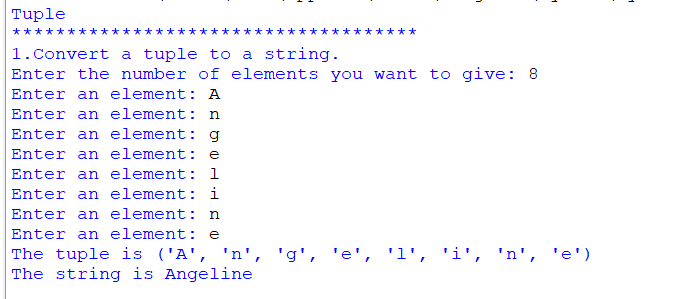 Tuple
*************************************
1.Convert a tuple to a string.
Enter the number of elements you want to give: 8
Enter an element: A
Enter an element: n
Enter an element: g
Enter an element: e
Enter an element: l
Enter an element: i
Enter an element: n
Enter an element: e
The tuple is ('A', 'n', 'g', 'e', 'l', 'i', 'n', 'e')
The string is Angeline